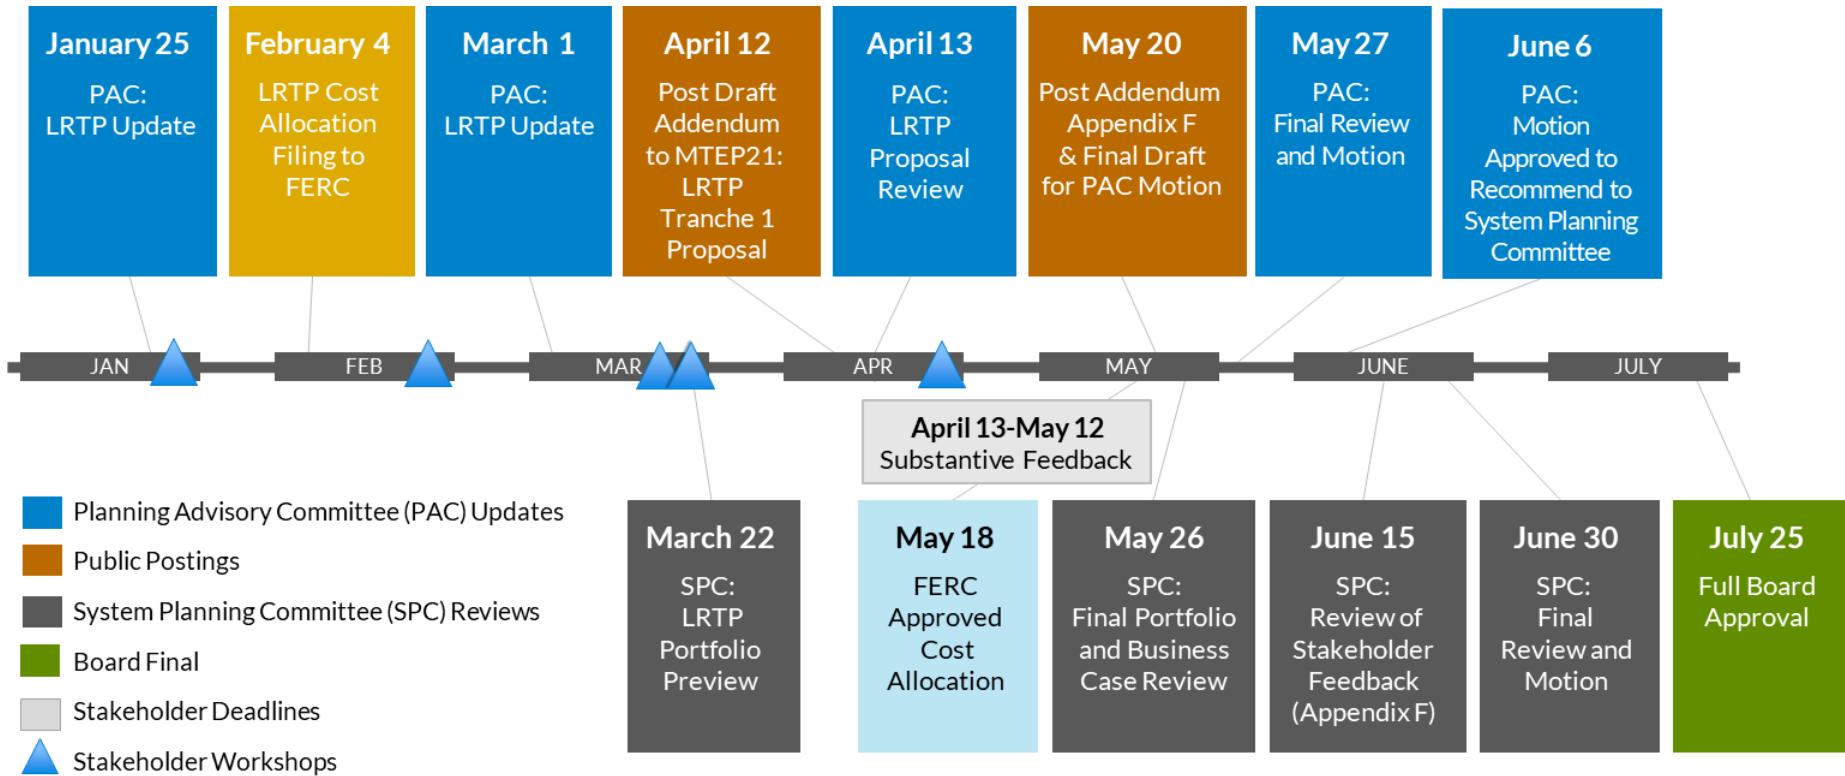 January 25
PAC:
LRTP Update
February 4
LRTP Cost
Allocation
Filing to
FERC
March 1
PAC:
LRTP Update
April 12
Post Draft
Addendum
to MTEP21:
LRTP
Tranche 1
Proposal
April 13
PAC:
LRTP
Proposal
Review
May 20
Post Addendum
Appendix F
& Final Draft
for PAC Motion
May 27
PAC:
Final Review
and Motion
June 6
PAC:
Motion
Approved to
Recommend to
System Planning
Committee
JAN
FEB
MAR
APR
MAY
JUNE
JULY
April 13-May 12
Substantive Feedback
Planning Advisory Committee (PAC) Updates
Public Postings
System Planning Committee (SPC) Reviews
Board Final
Stakeholder Deadlines
Stakeholder Workshops
March 22
SPC:
LRTP
Portfolio
Preview
May 18
FERC
Approved
Cost
Allocation
May 26
SPC:
Final Portfolio
and Business
Case Review
June 15
SPC:
Review of
Stakeholder
Feedback
(Appendix F)
June 30
SPC:
Final
Review and
Motion
July 25
Full Board
Approval